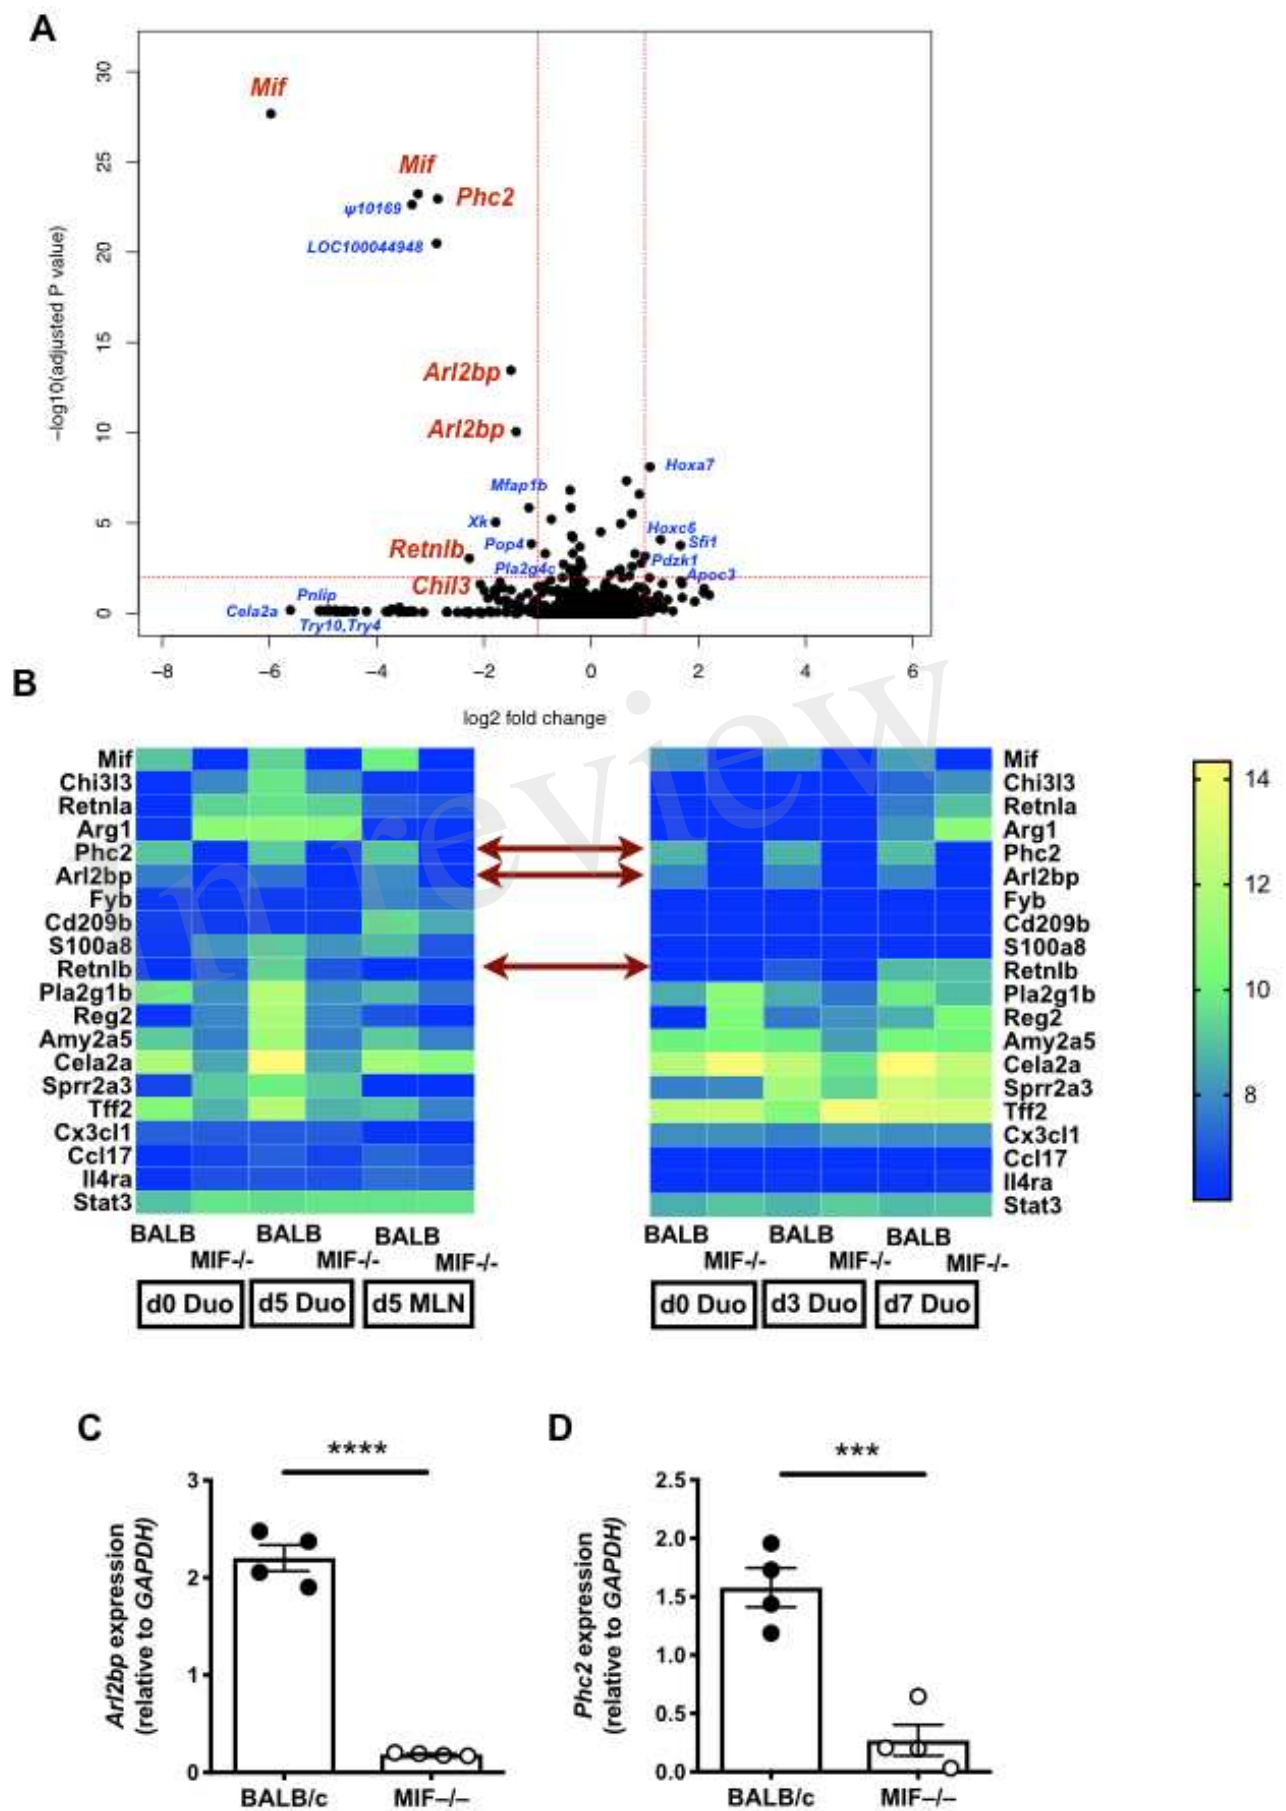 A
30
25
20
15
10
5
0
−log10(adjusted P value)
Mif
Mif
Phc2
ψ10169
LOC100044948
Arl2bp
Arl2bp
Hoxa7
Mfap1b
Xk
Hoxc6
Retnlb
Pop4
Sfi1
Pla2g4c
Pdzk1
Chil3
Apoc3
Pnlip
Cela2a
Try10,Try4
−8 −6 −4 −2 0 2 4 6
log2 fold change
In review
B
Mif
Chi3l3
Retnla
Arg1
Phc2
Arl2bp
Fyb
Cd209b
S100a8
Retnlb
Pla2g1b
Reg2
Amy2a5
Cela2a
Sprr2a3
Tff2
Cx3cl1
Ccl17
Il4ra
Stat3
BALB BALB BALB
MIF-/- MIF-/- MIF-/-
d0 Duo d5 Duo d5 MLN
Mif
Chi3l3
Retnla
Arg1
Phc2
Arl2bp
Fyb
Cd209b
S100a8
Retnlb
Pla2g1b
Reg2
Amy2a5
Cela2a
Sprr2a3
Tff2
Cx3cl1
Ccl17
Il4ra
Stat3
BALB BALB BALB
MIF-/- MIF-/- MIF-/-
d0 Duo d3 Duo d7 Duo
14
12
10
8
C
****
3
2
1
0
Arl2bp expression
(relative to GAPDH)
BALB/c MIF–/–
D
***
2.5
2.0
1.5
1.0
0.5
0.0
Phc2 expression
(relative to GAPDH)
BALB/c MIF–/–